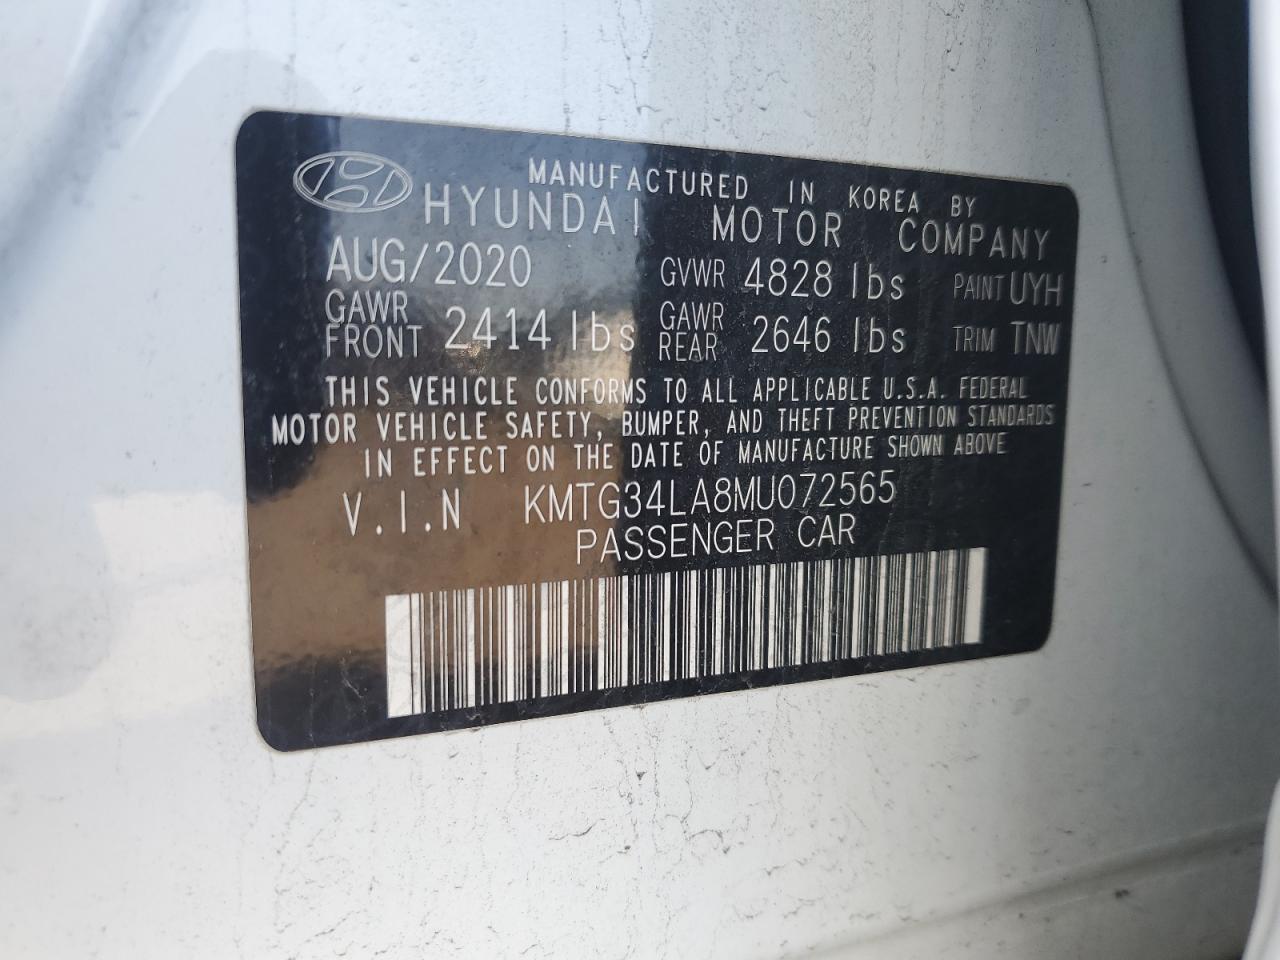 MANUFACTURED IN KOREA BY
HYUNDAI MOTOR COMPANY
AUG/2020 GVWR 4828 lbs PAINT UYH
GAWR FRONT 2414 lbs GAWR REAR 2646 lbs TRIM TNW
THIS VEHICLE CONFORMS TO ALL APPLICABLE U.S.A. FEDERAL
MOTOR VEHICLE SAFETY, BUMPER, AND THEFT PREVENTION STANDARDS
IN EFFECT ON THE DATE OF MANUFACTURE SHOWN ABOVE
V.I.N KMTG34LA8MU072565
PASSENGER CAR